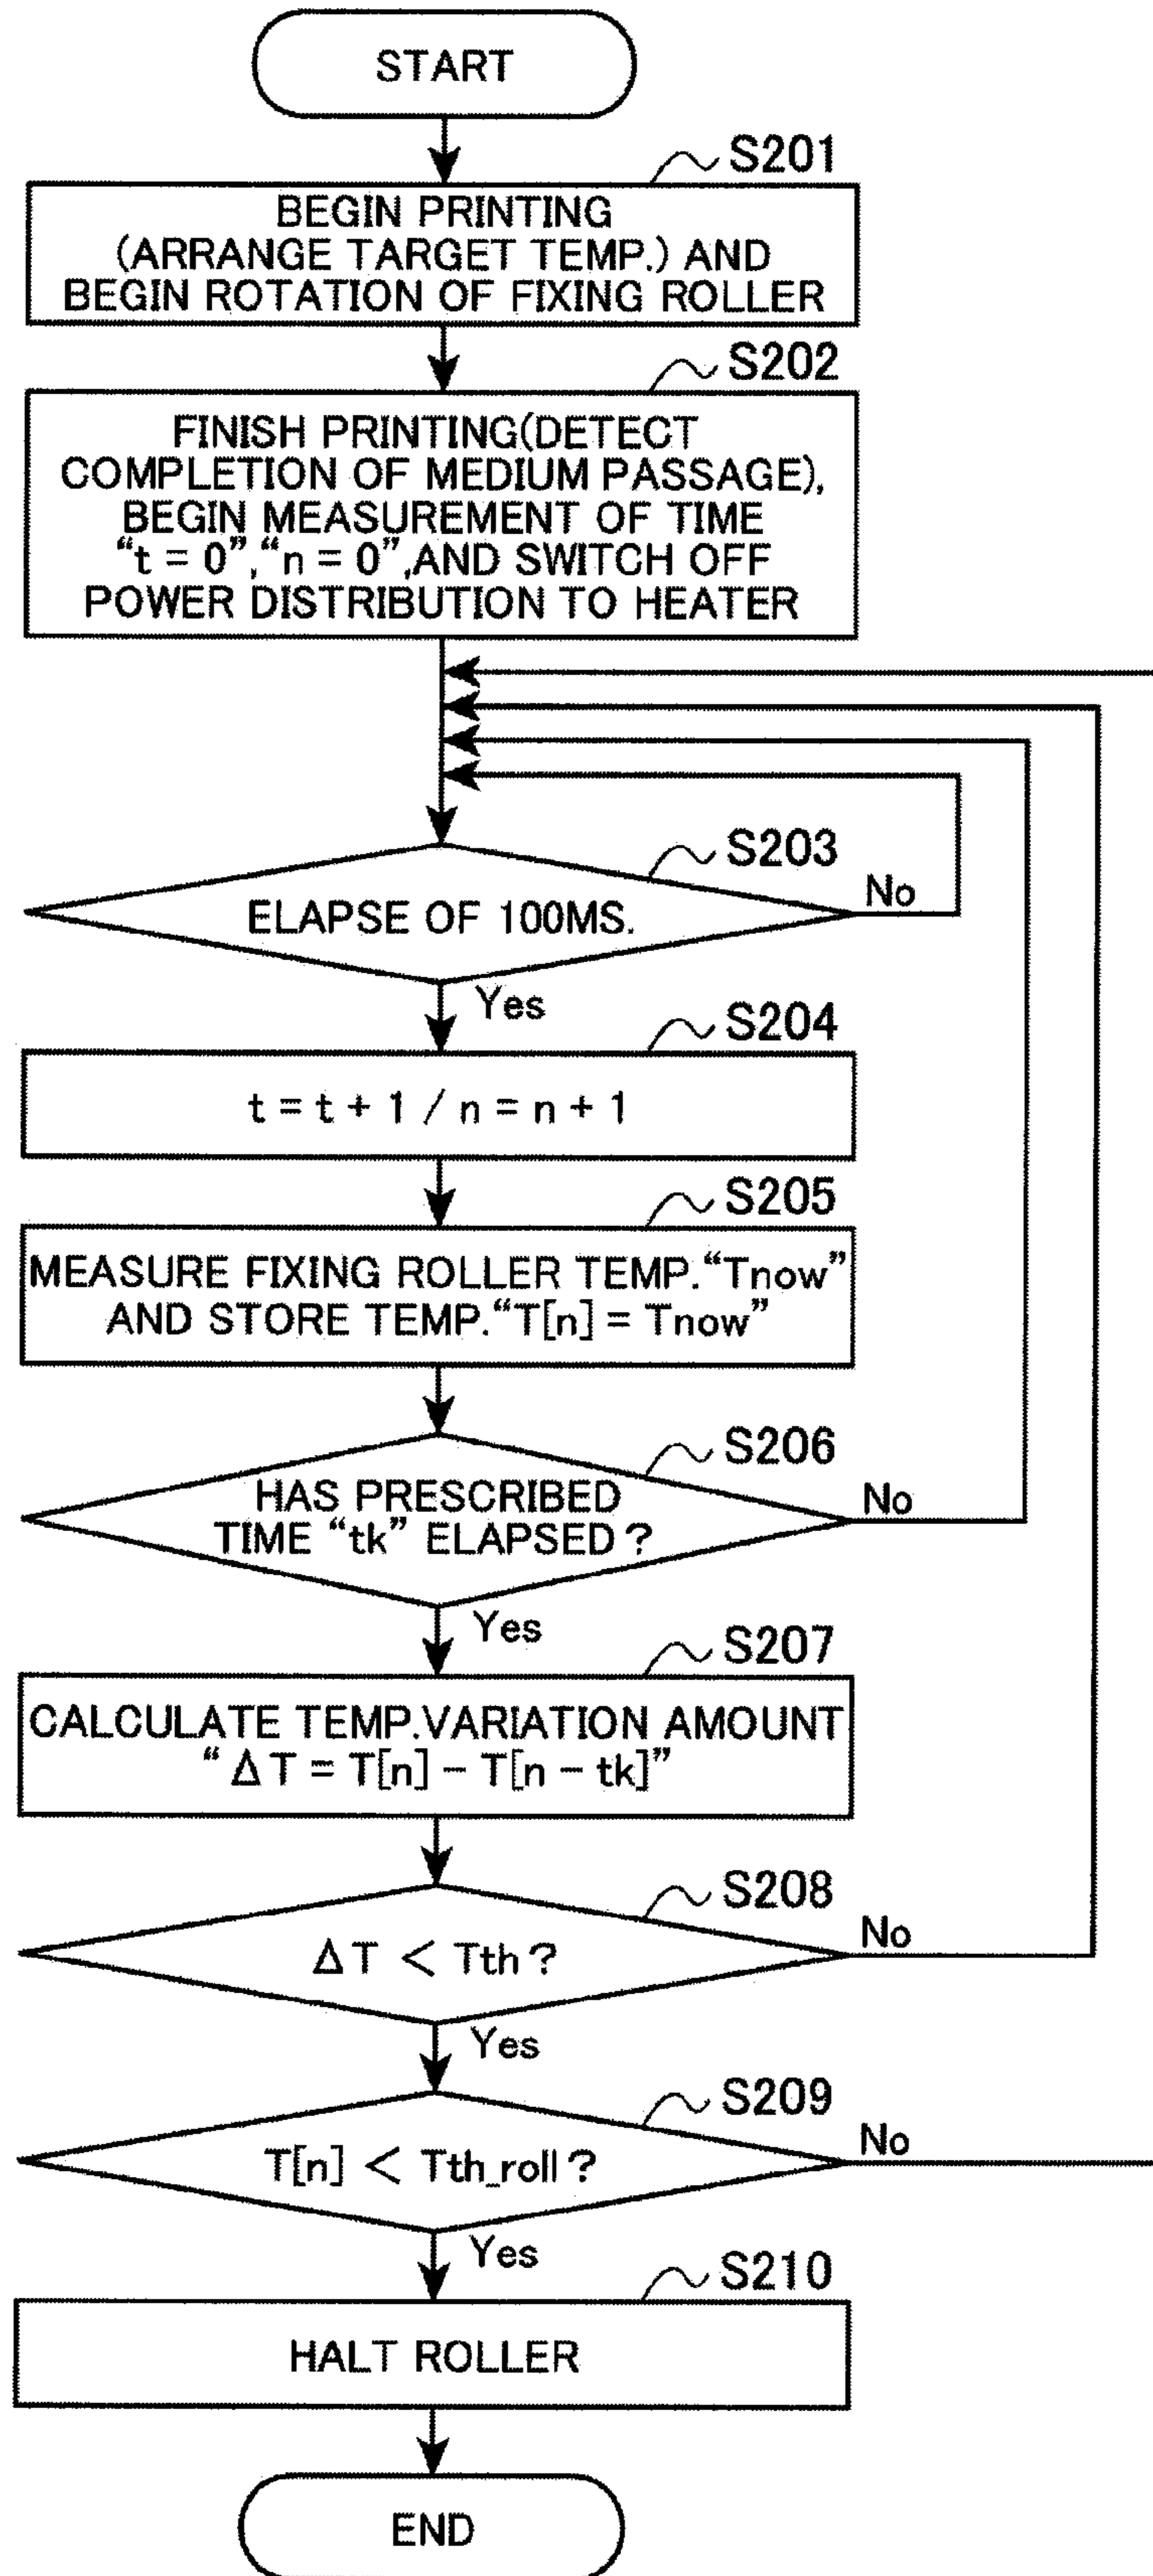 START
S201
BEGIN PRINTING
(ARRANGE TARGET TEMP.) AND
BEGIN ROTATION OF FIXING ROLLER
S202
FINISH PRINTING(DETECT
COMPLETION OF MEDIUM PASSAGE),
BEGIN MEASUREMENT OF TIME
“t = 0”,“n = 0”,AND SWITCH OFF
POWER DISTRIBUTION TO HEATER
S203
ELAPSE OF 100MS.
No
Yes
S204
t = t + 1 / n = n + 1
S205
MEASURE FIXING ROLLER TEMP.“Tnow”
AND STORE TEMP.“T[n] = Tnow”
S206
HAS PRESCRIBED
TIME “tk” ELAPSED ?
No
Yes
S207
CALCULATE TEMP.VARIATION AMOUNT
“ΔT = T[n] − T[n − tk]”
S208
ΔT < Tth ?
No
Yes
S209
T[n] < Tth_roll ?
No
Yes
S210
HALT ROLLER
END